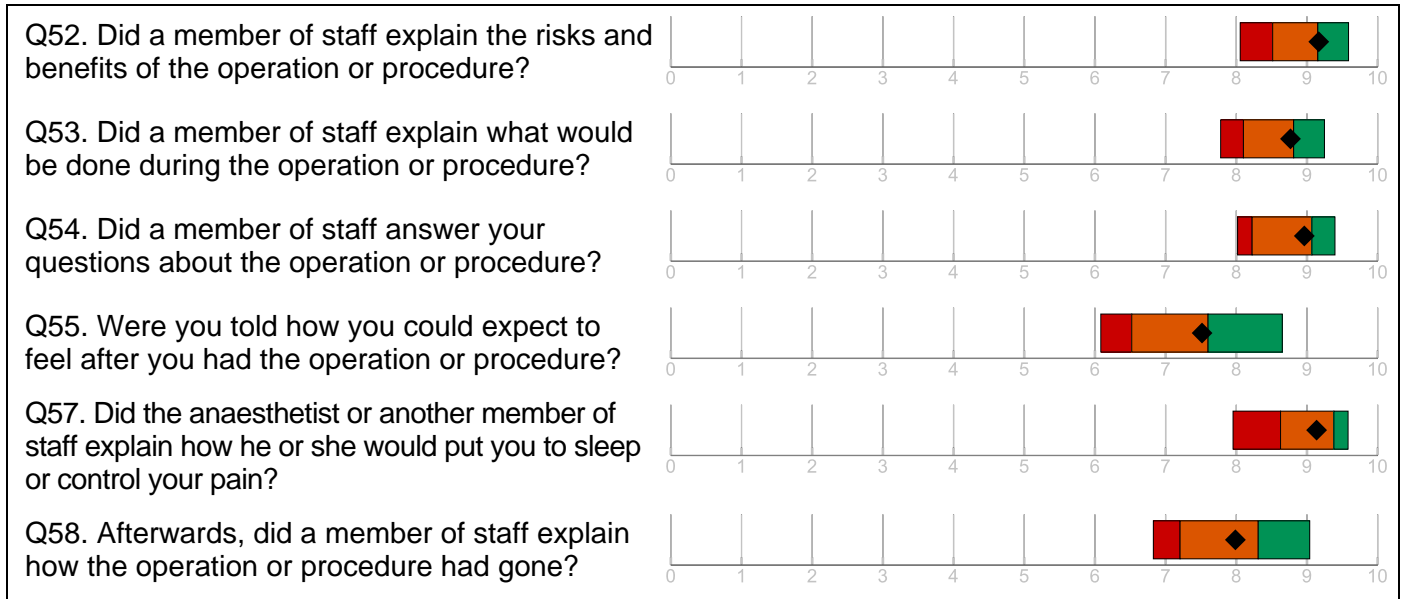 Q52. Did a member of staff explain the risks and
benefits of the operation or procedure?
0 1 2 3 4 5 6 7 8 9 10
Q53. Did a member of staff explain what would
be done during the operation or procedure?
0 1 2 3 4 5 6 7 8 9 10
Q54. Did a member of staff answer your
questions about the operation or procedure?
0 1 2 3 4 5 6 7 8 9 10
Q55. Were you told how you could expect to
feel after you had the operation or procedure?
0 1 2 3 4 5 6 7 8 9 10
Q57. Did the anaesthetist or another member of
staff explain how he or she would put you to sleep
or control your pain?
0 1 2 3 4 5 6 7 8 9 10
Q58. Afterwards, did a member of staff explain
how the operation or procedure had gone?
0 1 2 3 4 5 6 7 8 9 10